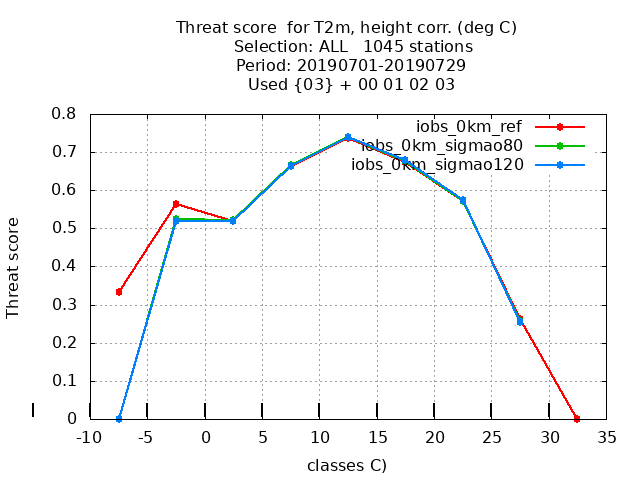 Threat score  for T2m, height corr. (deg C)
Selection: ALL   1045 stations
Period: 20190701-20190729
Used {03} + 00 01 02 03
iobs_0km_ref
iobs_0km_sigmao80
iobs_0km_sigmao120
Threat score
0.8
0.7
0.6
0.5
0.4
0.3
0.2
0.1
0
-10 -5 0 5 10 15 20 25 30 35
classes C)